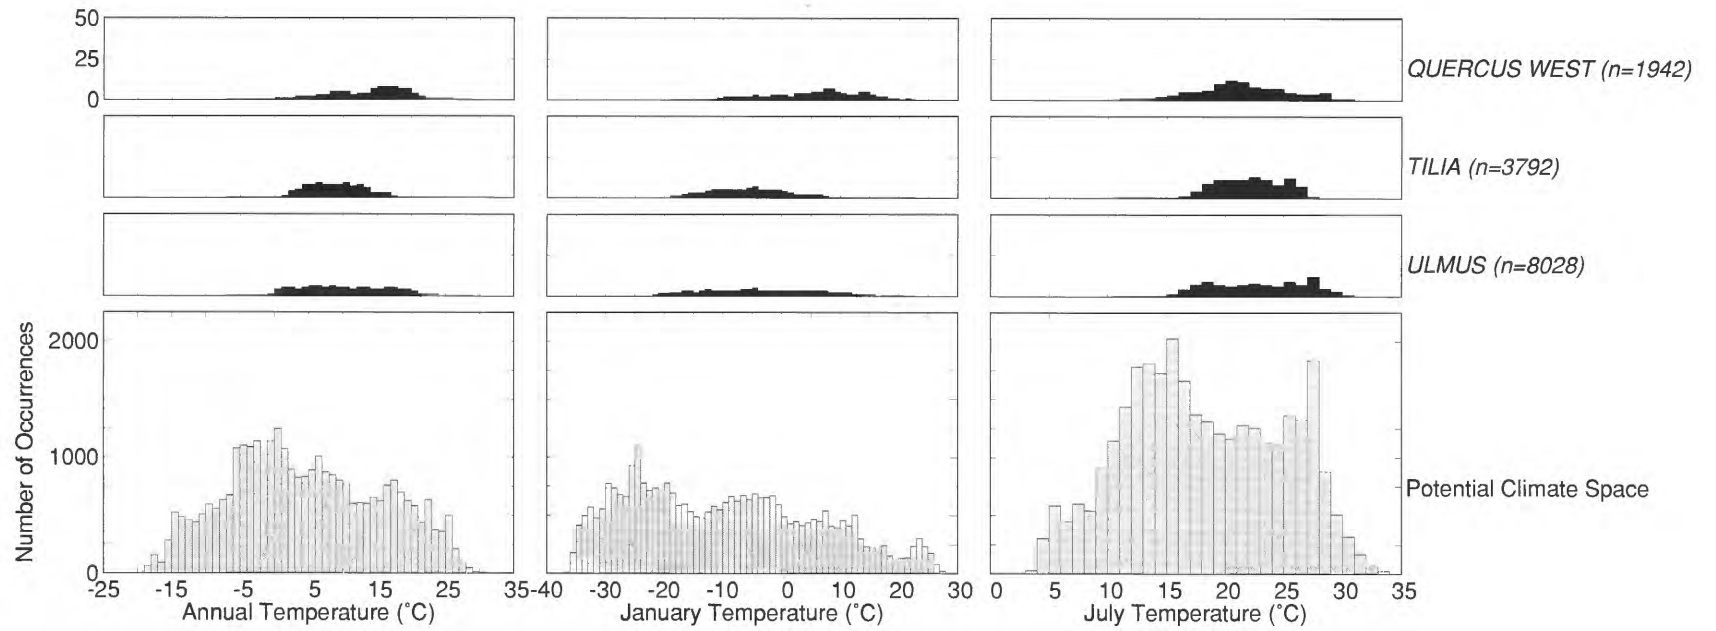 50
25
0
QUERCUS WEST (n=1942)
TILIA (n=3792)
ULMUS (n=8028)
Number of Occurrences
2000
1000
0
Potential Climate Space
-25 -15 -5 5 15 25 35
-40 -30 -20 -10 0 10 20 30
0 5 10 15 20 25 30 35
Annual Temperature (°C)
January Temperature (°C)
July Temperature (°C)